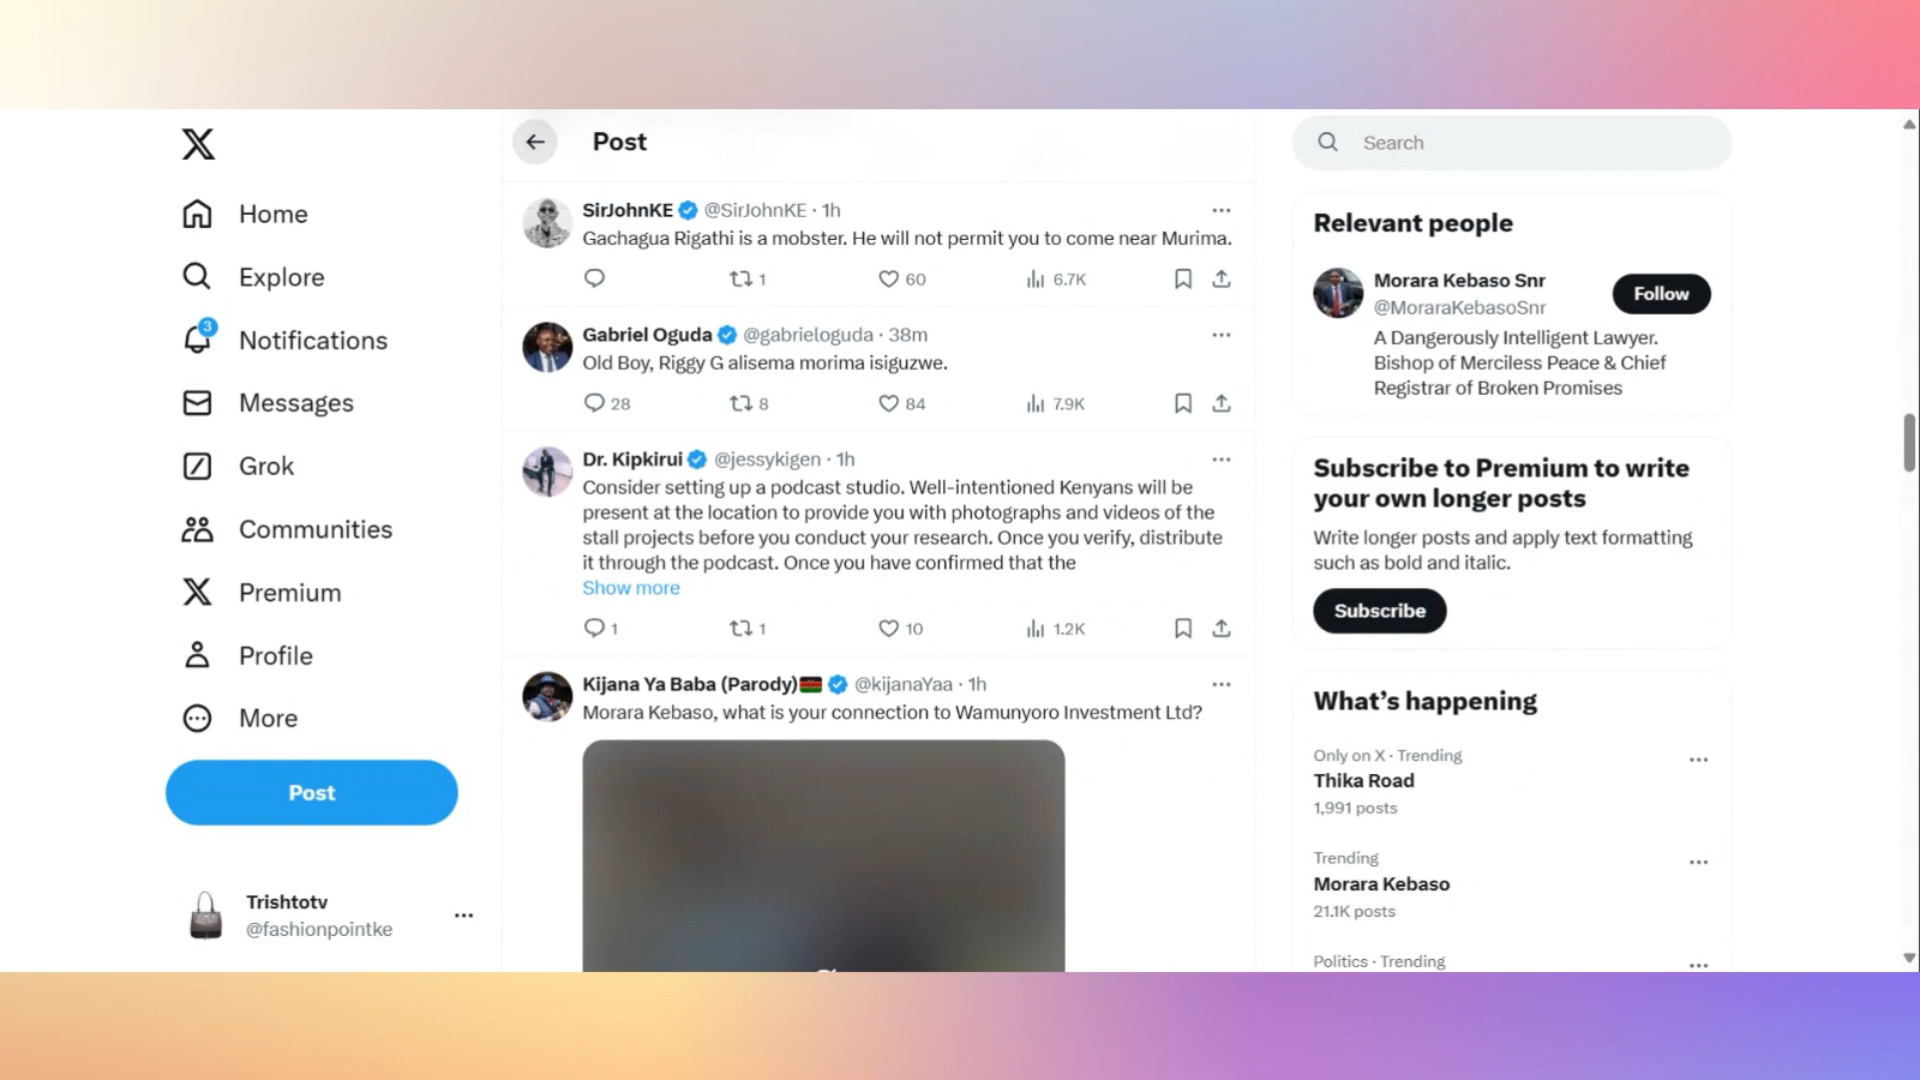 Home
Explore
3
Notifications
Messages
Grok
Communities
Premium
Profile
More
Post
Trishtotv
@fashionpointke
Post
SirJohnKE @SirJohnKE · 1h
Gachagua Rigathi is a mobster. He will not permit you to come near Murima.
1 60 6.7K
Gabriel Oguda @gabrieloguda · 38m
Old Boy, Riggy G alisema morima isiguzwe.
28 8 84 7.9K
Dr. Kipkirui @jessykigen · 1h
Consider setting up a podcast studio. Well-intentioned Kenyans will be
present at the location to provide you with photographs and videos of the
stall projects before you conduct your research. Once you verify, distribute
it through the podcast. Once you have confirmed that the
Show more
1 1 10 1.2K
Kijana Ya Baba (Parody) @kijanaYaa · 1h
Morara Kebaso, what is your connection to Wamunyoro Investment Ltd?
Search
Relevant people
Morara Kebaso Snr
@MoraraKebasoSnr
Follow
A Dangerously Intelligent Lawyer.
Bishop of Merciless Peace & Chief
Registrar of Broken Promises
Subscribe to Premium to write
your own longer posts
Write longer posts and apply text formatting
such as bold and italic.
Subscribe
What's happening
Only on X · Trending
Thika Road
1,991 posts
Trending
Morara Kebaso
21.1K posts
Politics · Trending